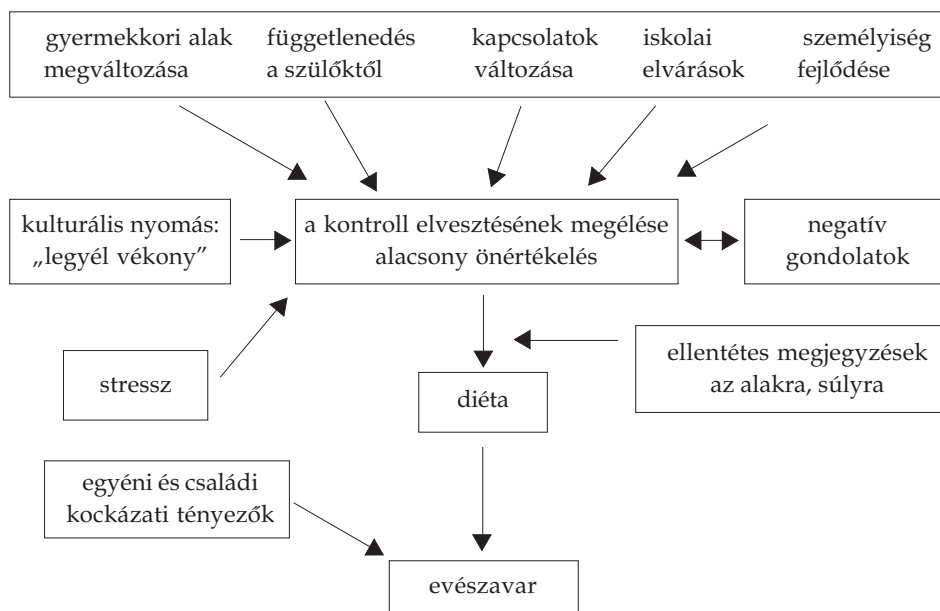 gyermekkori alak
megváltozása
függetlenedés
a szülőktől
kapcsolatok
változása
iskolai
elvárások
személyiség
fejlődése
kulturális nyomás:
„legyél vékony”
a kontroll elvesztésének megélése
alacsony önértékelés
negatív
gondolatok
stressz
diéta
ellentétes megjegyzések
az alakra, súlyra
egyéni és családi
kockázati tényezők
evészavar